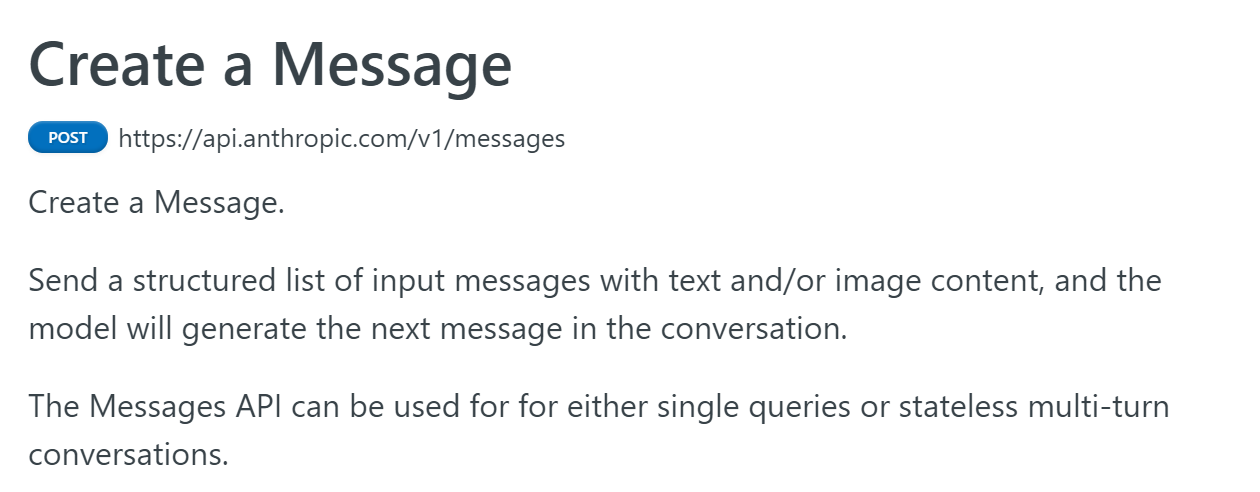 Create a Message
POST https://api.anthropic.com/v1/messages
Create a Message.
Send a structured list of input messages with text and/or image content, and the
model will generate the next message in the conversation.
The Messages API can be used for for either single queries or stateless multi-turn
conversations.